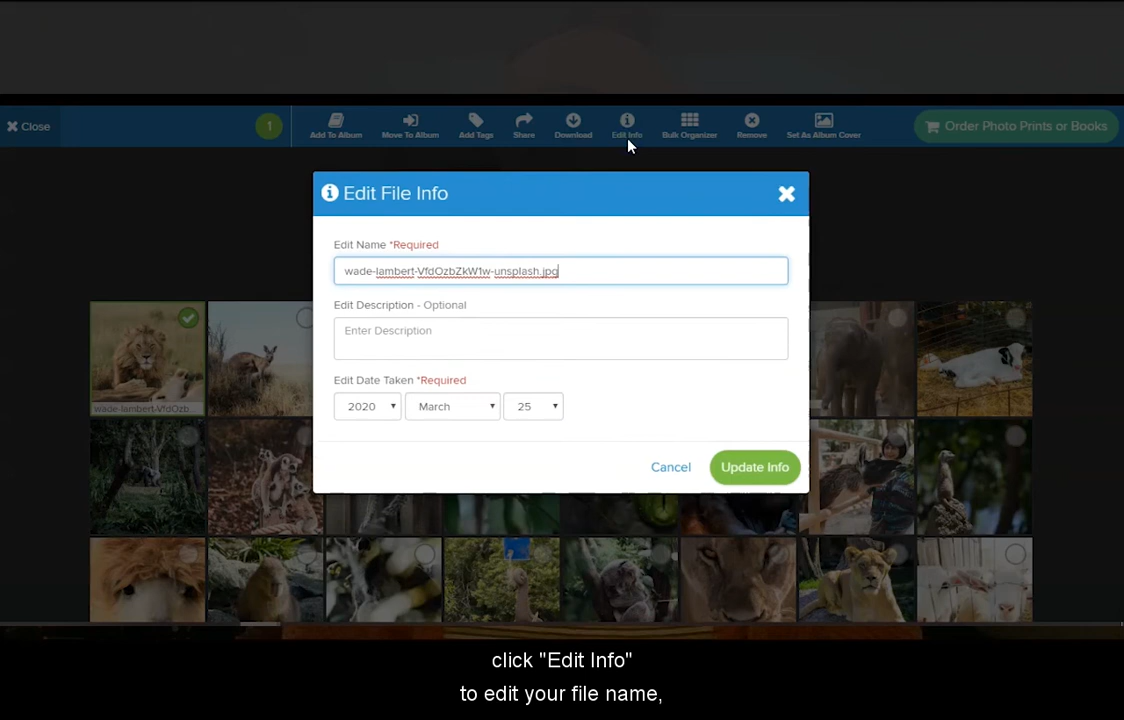 Close
1
Add To Album
Move To Album
Add Tags
Share
Download
Edit Info
Bulk Organizer
Remove
Set As Album Cover
Order Photo Prints or Books
Edit File Info
Edit Name *Required
wade-lambert-VfdOzbZkW1w-unsplash.jpg
Edit Description - Optional
Enter Description
Edit Date Taken *Required
2020
March
25
Cancel
Update Info
wade-lambert-VfdOzb
click "Edit Info"
to edit your file name,